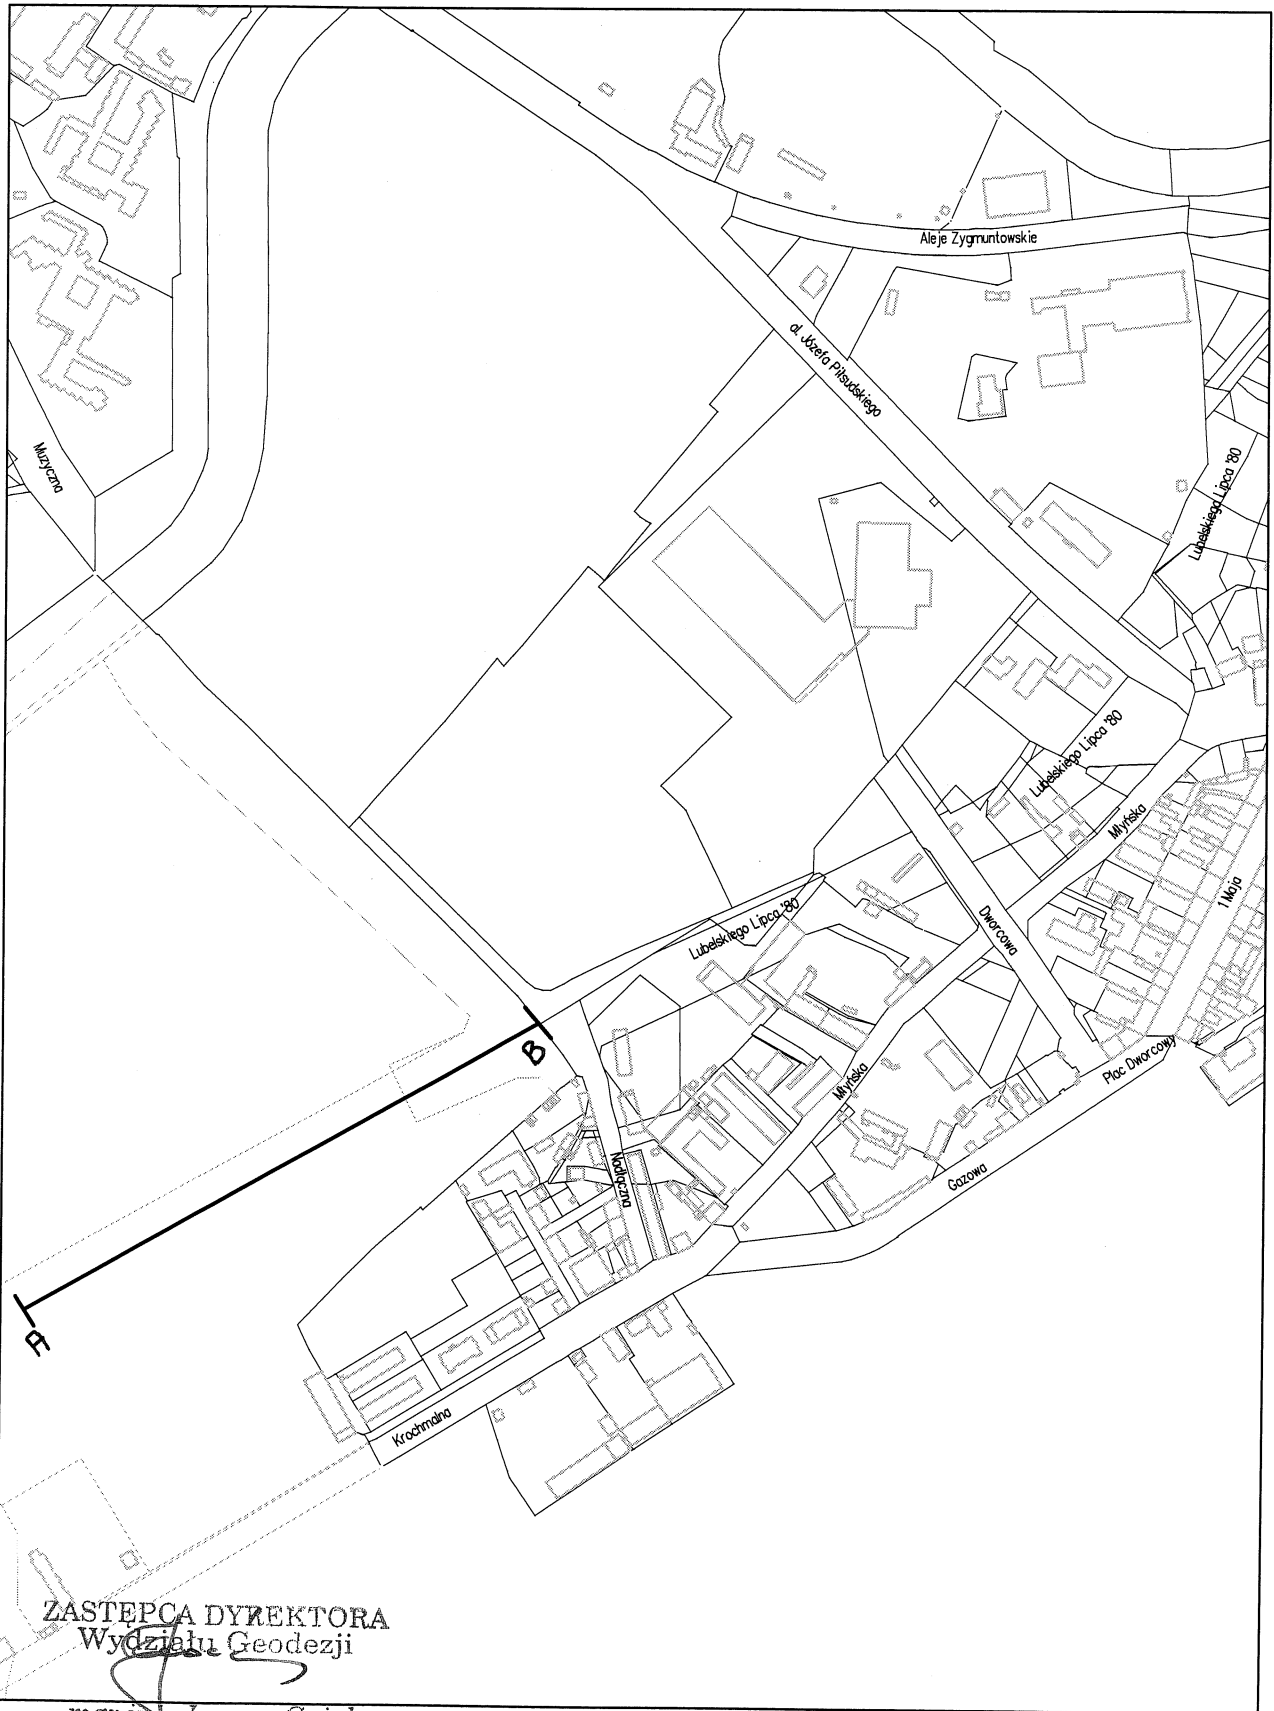 Aleje Zygmuntowskie
al. Józefa Piłsudskiego
Muzyczna
Lubelskiego Lipca '80
Lubelskiego Lipca '80
Młyńska
1 Maja
Lubelskiego Lipca '80
Dworcowa
B
Plac Dworcowy
Młyńska
Nadłączna
Gazowa
A
Krochmalna
ZASTĘPCA DYREKTORA
Wydziału Geodezji